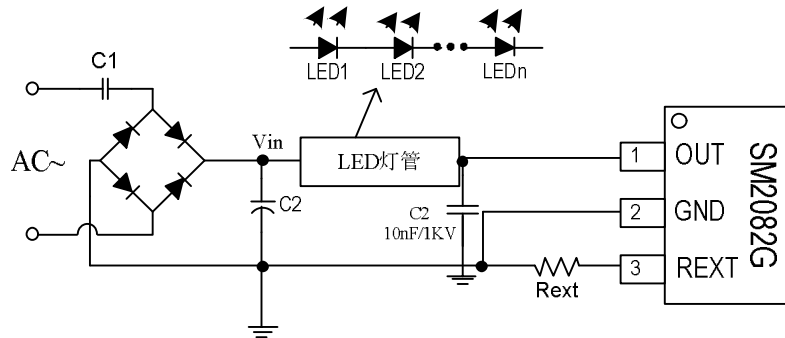 C1
LED1
LED2
LEDn
AC~
Vin
LED灯管
C2
C2
10nF/1KV
Rext
1
OUT
2
GND
3
REXT
SM2082G